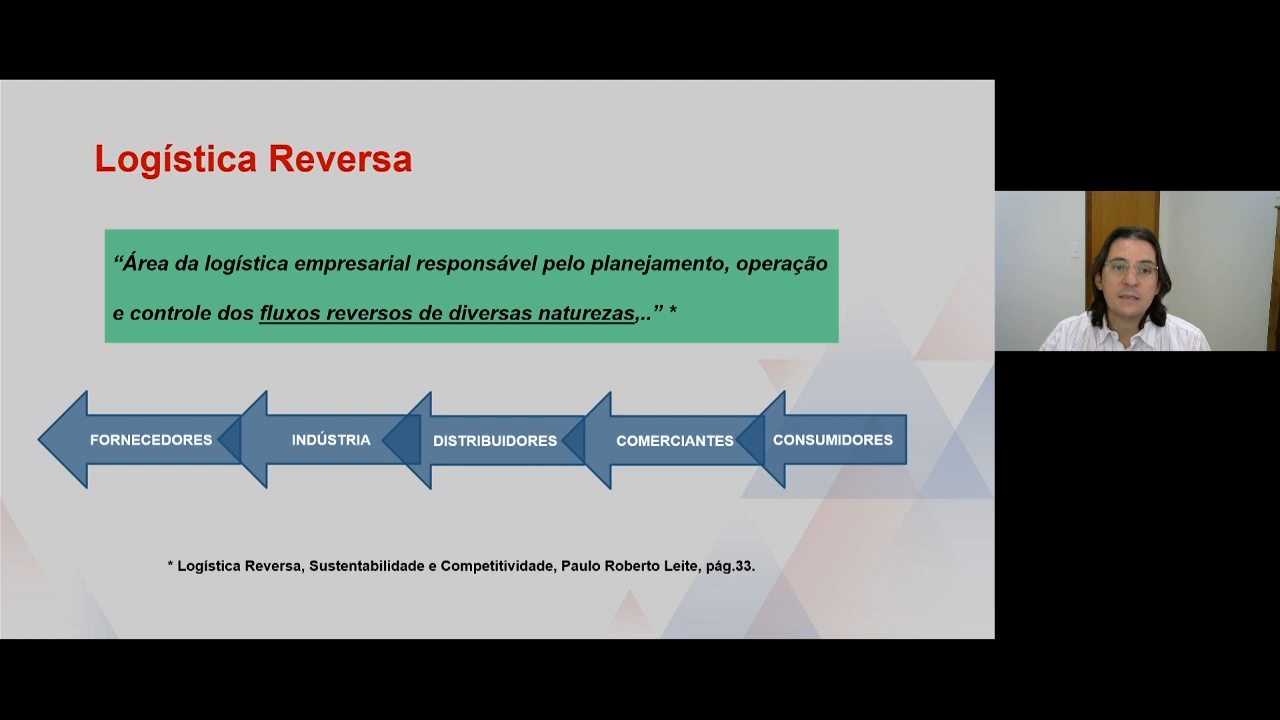 Logística Reversa
“Área da logística empresarial responsável pelo planejamento, operação
e controle dos fluxos reversos de diversas naturezas,..” *
FORNECEDORES
INDÚSTRIA
DISTRIBUIDORES
COMERCIANTES
CONSUMIDORES
* Logística Reversa, Sustentabilidade e Competitividade, Paulo Roberto Leite, pág.33.